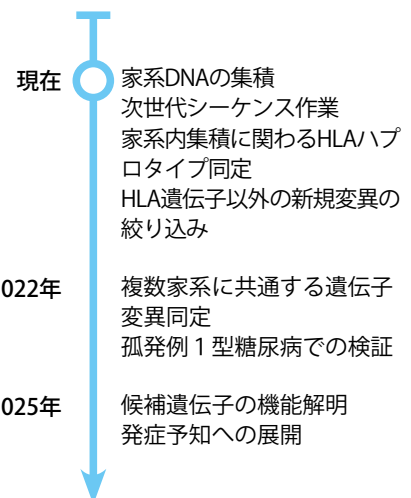 現在
家系DNAの集積
次世代シーケンス作業
家系内集積に関わるHLAハプ
ロタイプ同定
HLA遺伝子以外の新規変異の
絞り込み
022年
複数家系に共通する遺伝子
変異同定
孤発例１型糖尿病での検証
025年
候補遺伝子の機能解明
発症予知への展開